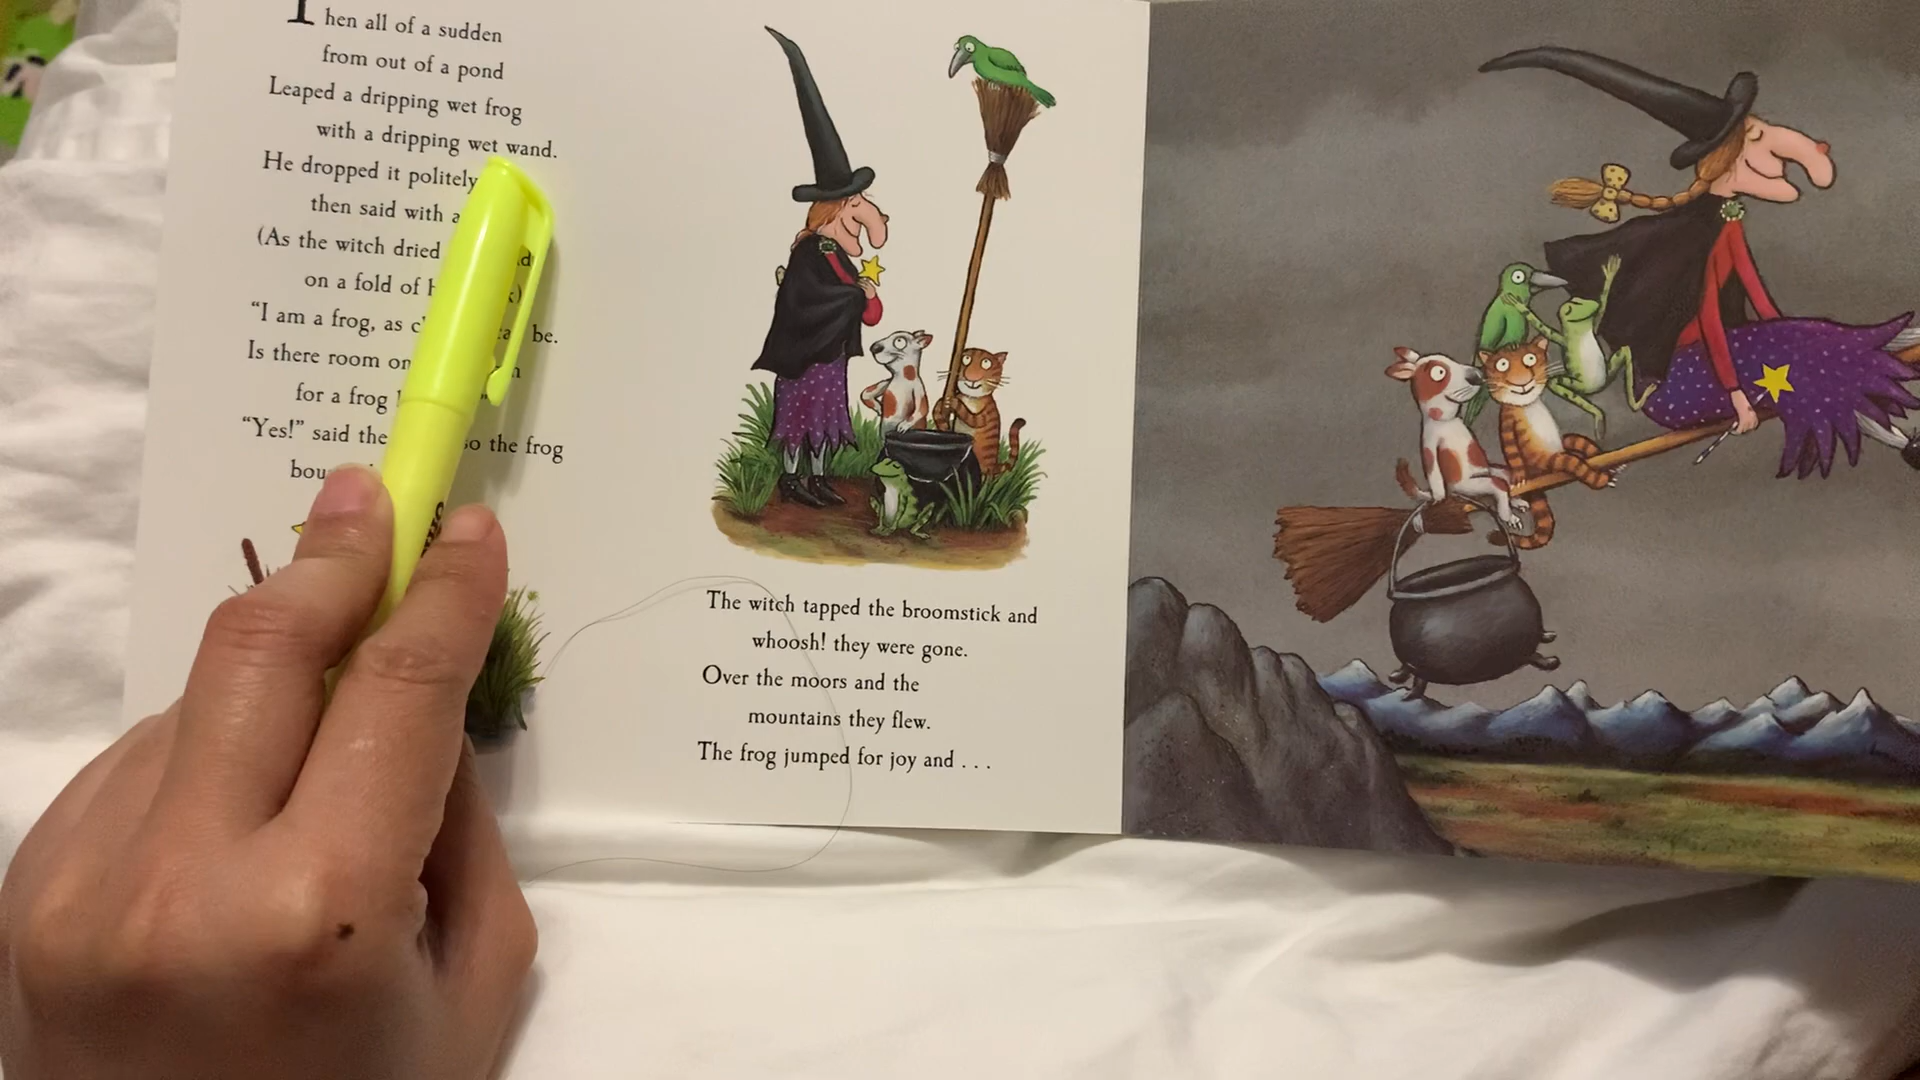 hen all of a sudden
from out of a pond
Leaped a dripping wet frog
with a dripping wet wand.
He dropped it politely
then said with a
(As the witch dried
on a fold of
"I am a frog, as
be.
Is there room on
for a frog
"Yes!" said the so the frog
The witch tapped the broomstick and
whoosh! they were gone.
Over the moors and the
mountains they flew.
The frog jumped for joy and . . .